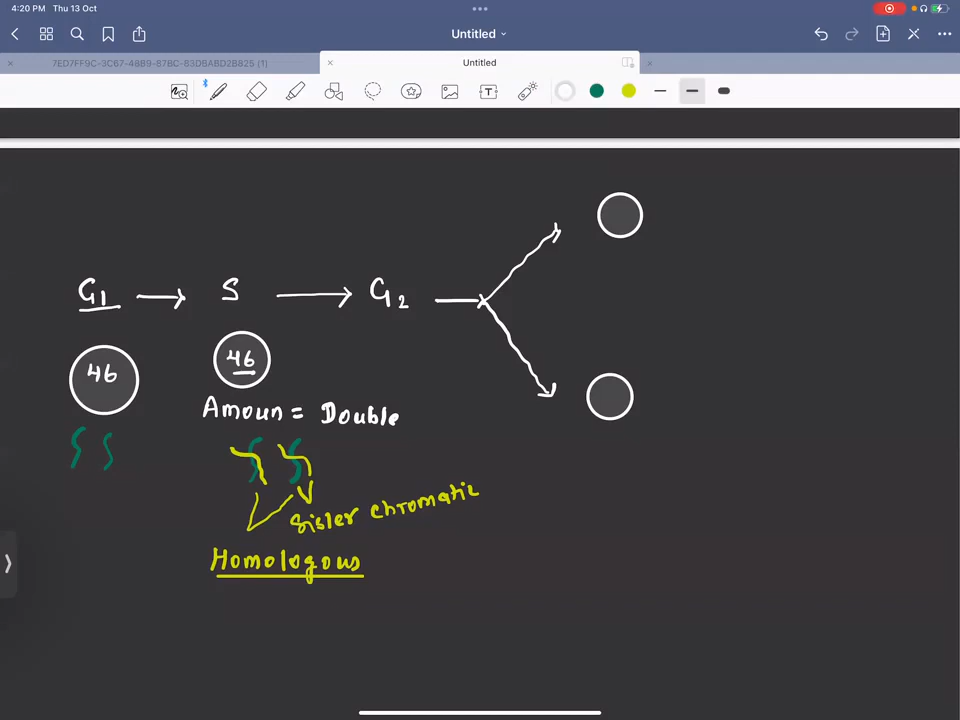 4:20 PM Thu 13 Oct
Untitled
7ED7FF9C-3C67-48B9-87BC-83DBABD2B825 (1)
Untitled
G1 S G2
46 46
Amoun = Double
Sisler chromatic
Homologous